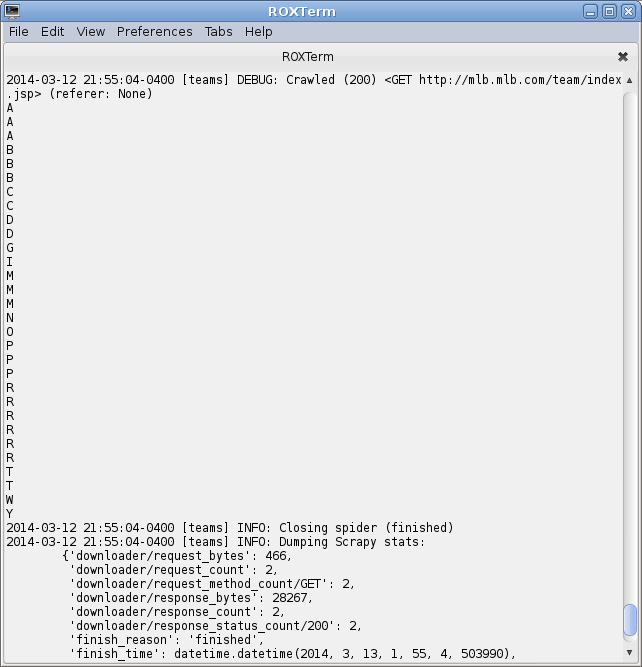 ROXTerm
File Edit View Preferences Tabs Help
ROXTerm
2014-03-12 21:55:04-0400 [teams] DEBUG: Crawled (200) <GET http://mlb.mlb.com/team/index
.jsp> (referer: None)
A
A
A
B
B
B
C
C
D
D
G
I
M
M
M
N
O
P
P
P
R
R
R
R
R
R
T
T
W
Y
2014-03-12 21:55:04-0400 [teams] INFO: Closing spider (finished)
2014-03-12 21:55:04-0400 [teams] INFO: Dumping Scrapy stats:
{'downloader/request_bytes': 466,
'downloader/request_count': 2,
'downloader/request_method_count/GET': 2,
'downloader/response_bytes': 28267,
'downloader/response_count': 2,
'downloader/response_status_count/200': 2,
'finish_reason': 'finished',
'finish_time': datetime.datetime(2014, 3, 13, 1, 55, 4, 503990),